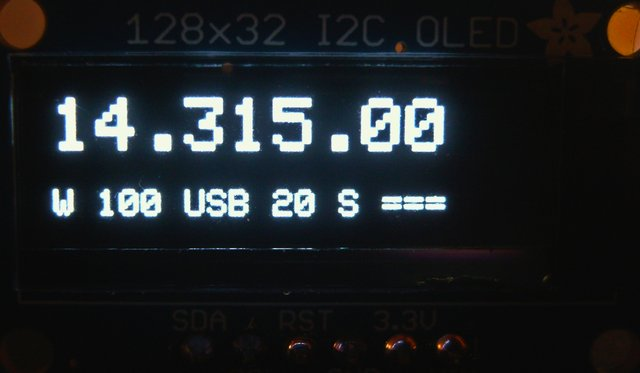 128x32 I2C OLED
14.315.00
W 100 USB 20 S ===
SDA
RST 3.3V